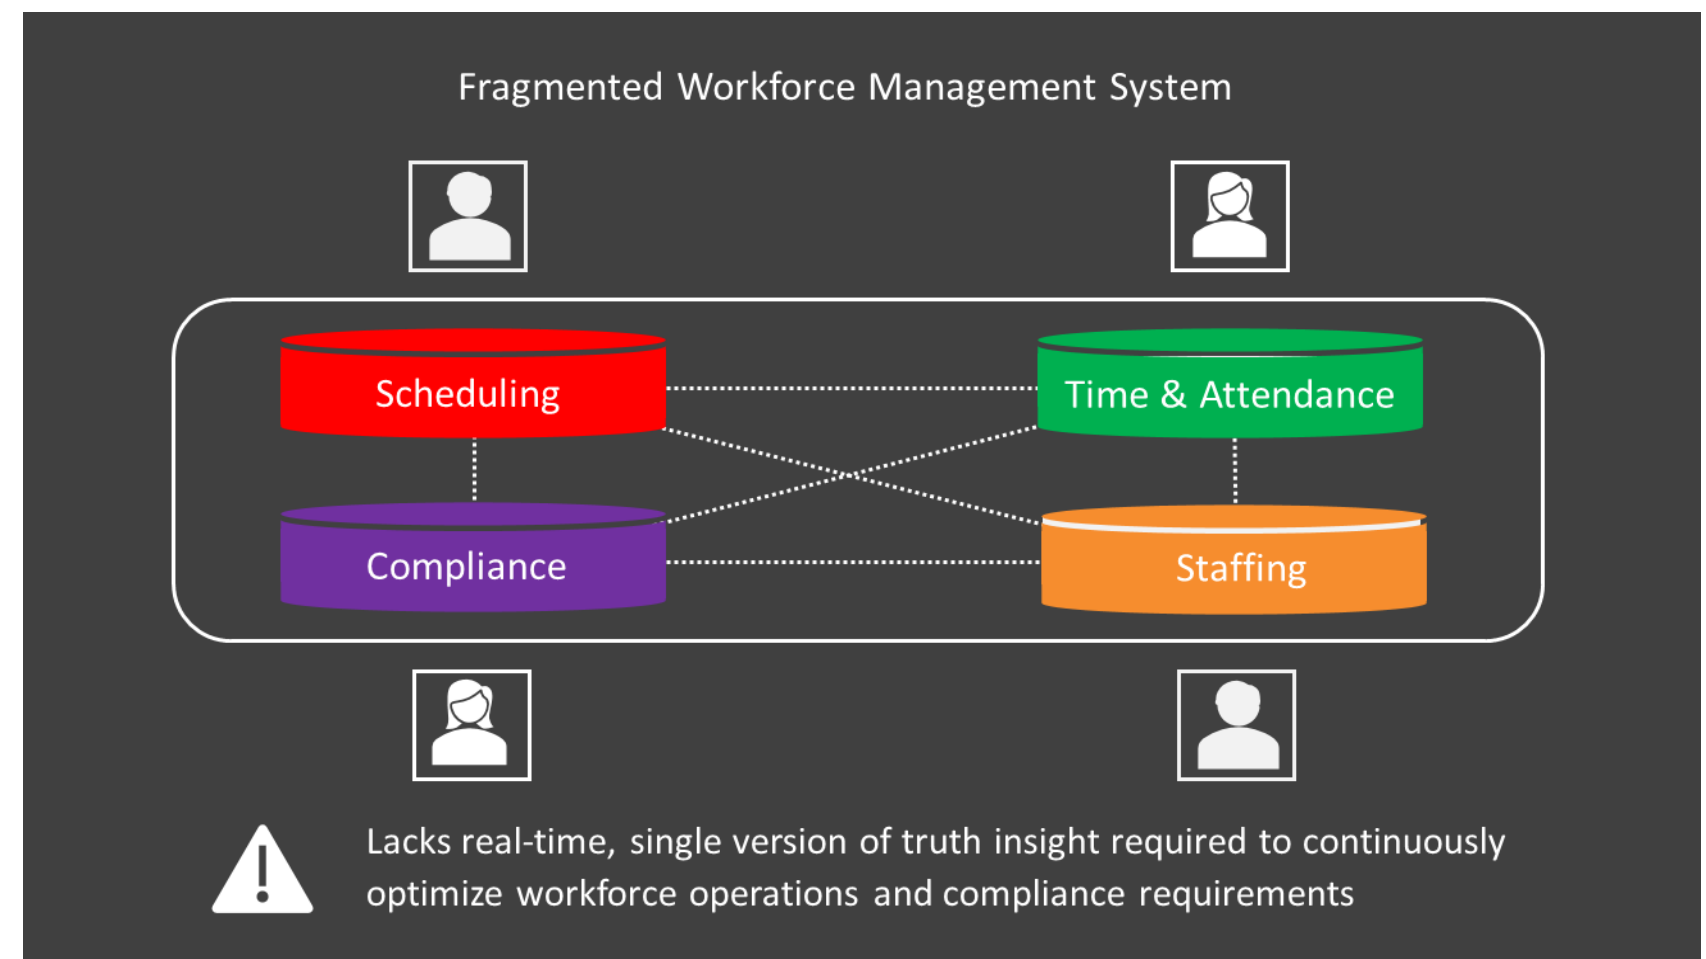 Fragmented Workforce Management System
Scheduling
Time & Attendance
Compliance
Staffing
Lacks real-time, single version of truth insight required to continuously
optimize workforce operations and compliance requirements